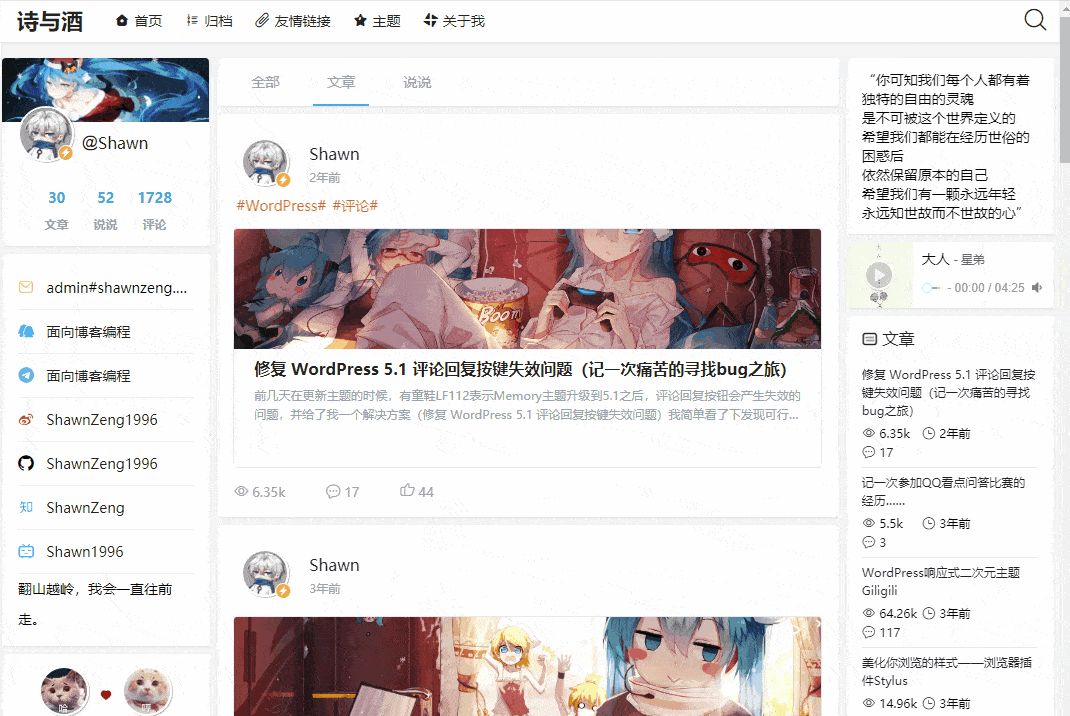 诗与酒
首页
归档
友情链接
主题
关于我
@Shawn
30 52 1728
文章 说说 评论
admin#shawnzeng....
面向博客编程
面向博客编程
ShawnZeng1996
ShawnZeng1996
知 ShawnZeng
Shawn1996
翻山越岭，我会一直往前
走。
哈
啊
全部 文章 说说
Shawn
2年前
#WordPress# #评论#
Boom
修复 WordPress 5.1 评论回复按键失效问题（记一次痛苦的寻找bug之旅）
前几天在更新主题的时候，有童鞋LF112表示Memory主题升级到5.1之后，评论回复按钮会产生失效的
问题，并给了我一个解决方案（修复 WordPress 5.1 评论回复按键失效问题）我简单看了下发现可行...
6.35k 17 44
Shawn
3年前
“你可知我们每个人都有着
独特的自由的灵魂
是不可被这个世界定义的
希望我们都能在经历世俗的
困惑后
依然保留原本的自己
希望我们有一颗永远年轻
永远知世故而不世故的心”
大人 - 星弟
- 00:00 / 04:25
文章
修复 WordPress 5.1 评论回复按
键失效问题（记一次痛苦的寻找
bug之旅）
6.35k 2年前
17
记一次参加QQ看点问答比赛的
经历......
5.5k 3年前
3
WordPress响应式二次元主题
Giligili
64.26k 3年前
117
美化你浏览的样式——浏览器插
件Stylus
14.96k 3年前